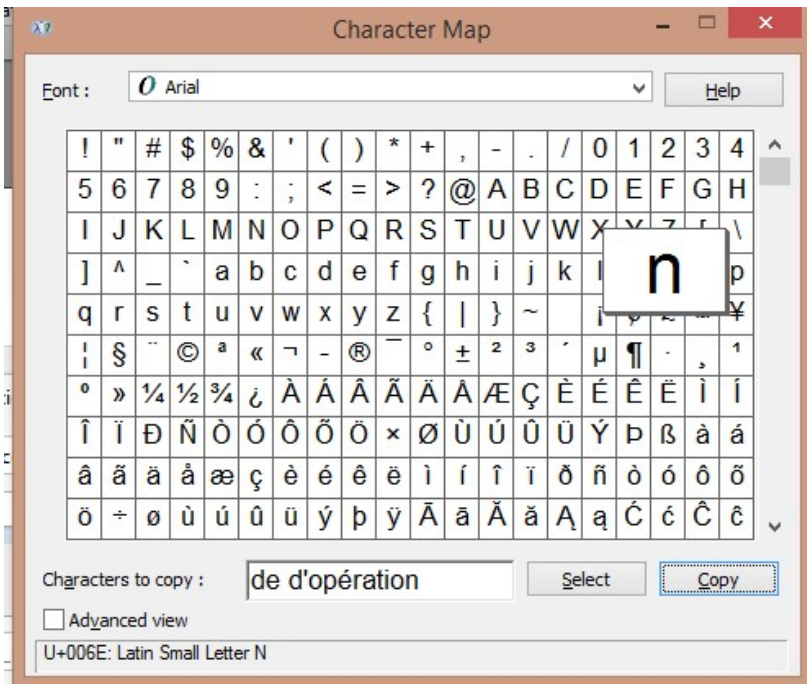 Character Map
Font : Arial Help
! " # $ % & ' ( ) * + , - . / 0 1 2 3 4
5 6 7 8 9 : ; < = > ? @ A B C D E F G H
I J K L M N O P Q R S T U V W X Y Z [ \
] ^ _ ` a b c d e f g h i j k l n p
q r s t u v w x y z { | } ~ ¡ ¥
¦ § ¨ © ª « ¬ - ® ¯ ° ± ² ³ ´ µ ¶ · ¸ ¹
º » ¼ ½ ¾ ¿ À Á Â Ã Ä Å Æ Ç È É Ê Ë Ì Í
Î Ï Ð Ñ Ò Ó Ô Õ Ö × Ø Ù Ú Û Ü Ý Þ ß à á
â ã ä å æ ç è é ê ë ì í î ï ð ñ ò ó ô õ
ö ÷ ø ù ú û ü ý þ ÿ Ā ā Ă ă Ą ą Ć ć Ĉ ĉ
Characters to copy : de d'opération Select Copy
Advanced view
U+006E: Latin Small Letter N